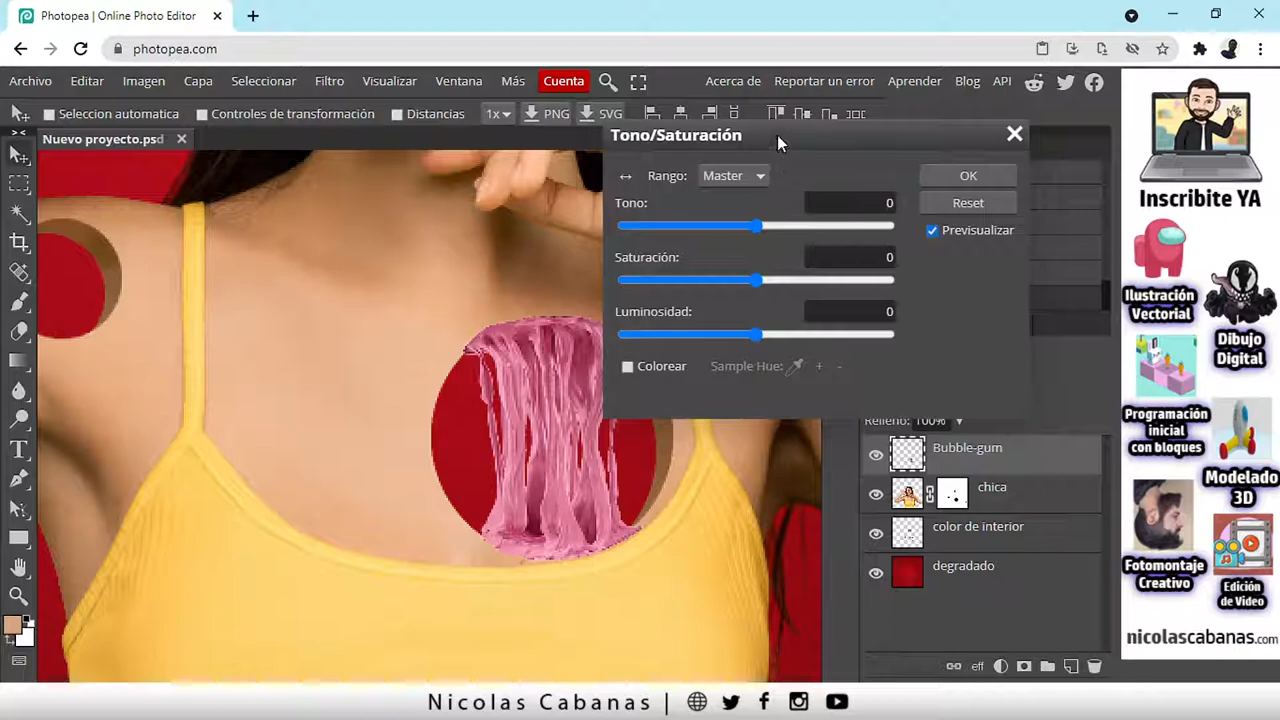 Photopea | Online Photo Editor
photopea.com
Archivo Editar Imagen Capa Seleccionar Filtro Visualizar Ventana Más Cuenta Acerca de Reportar un error Aprender Blog API
Seleccion automatica Controles de transformación Distancias 1x PNG SVG
Nuevo proyecto.psd
Tono/Saturación
Rango: Master OK
Tono: 0 Reset
Previsualizar
Saturación: 0
Luminosidad: 0
Colorear Sample Hue: + -
Relleno: 100%
Bubble-gum
chica
color de interior
degradado
eff
Inscribite YA
Ilustración
Vectorial
Dibujo
Digital
Programación
inicial
con bloques
Modelado
3D
Fotomontaje
Creativo
Edición
de Video
nicolascabanas.com
Nicolas Cabanas |